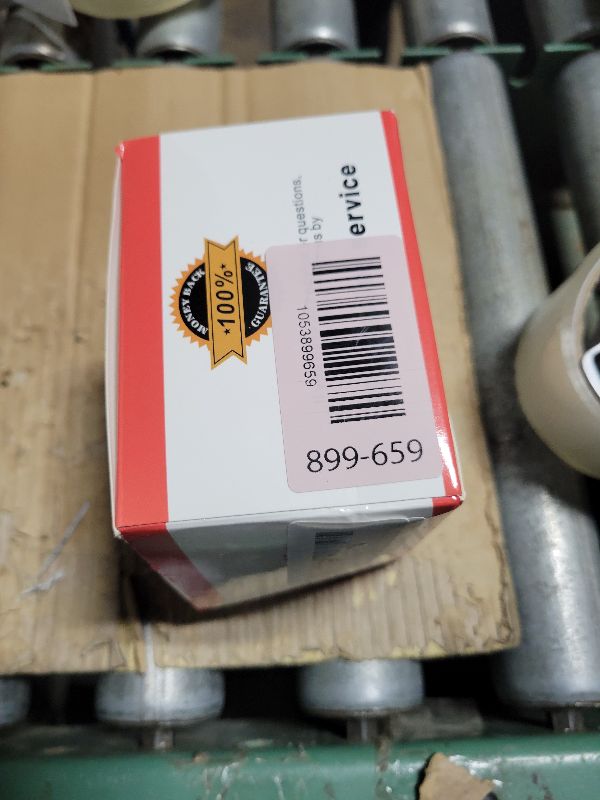 MONEY BACK
100%
GUARANTEE
r questions.
s by
ervice
1053899659
899-659